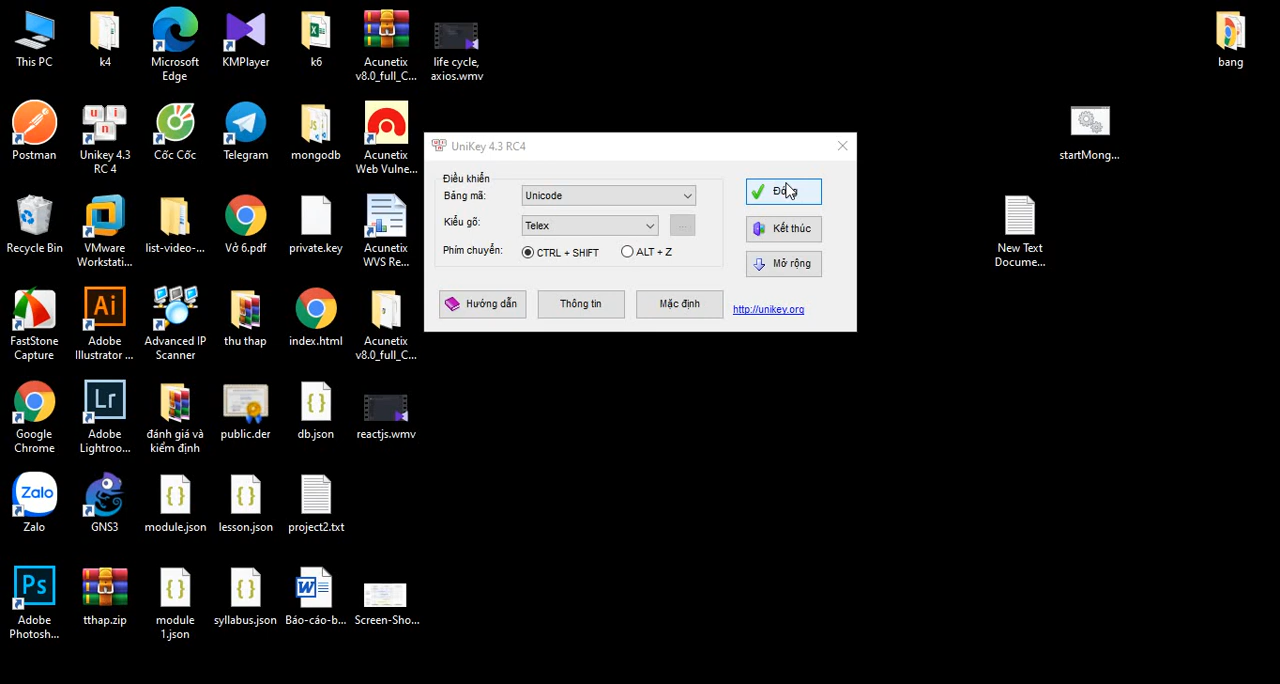 This PC
k4
Microsoft
Edge
KMPlayer
k6
Acunetix
v8.0_full_C...
life cycle,
axios.wmv
bang
Postman
Unikey 4.3
RC 4
Cốc Cốc
Telegram
mongodb
Acunetix
Web Vulne...
startMong...
Recycle Bin
VMware
Workstati...
list-video-...
Vở 6.pdf
private.key
Acunetix
WVS Re...
New Text
Docume...
FastStone
Capture
Adobe
Illustrator ...
Advanced IP
Scanner
thu thap
index.html
Acunetix
v8.0_full_C...
Google
Chrome
Adobe
Lightroo...
đánh giá và
kiểm định
public.der
db.json
reactjs.wmv
Zalo
GNS3
module.json
lesson.json
project2.txt
Adobe
Photosh...
tthap.zip
module
1.json
syllabus.json
Báo-cáo-b...
Screen-Sho...
UniKey 4.3 RC4
Điều khiển
Bảng mã:
Unicode
Kiểu gõ:
Telex
...
Phím chuyển:
CTRL + SHIFT
ALT + Z
Kết thúc
Mở rộng
Hướng dẫn
Thông tin
Mặc định
http://unikey.org